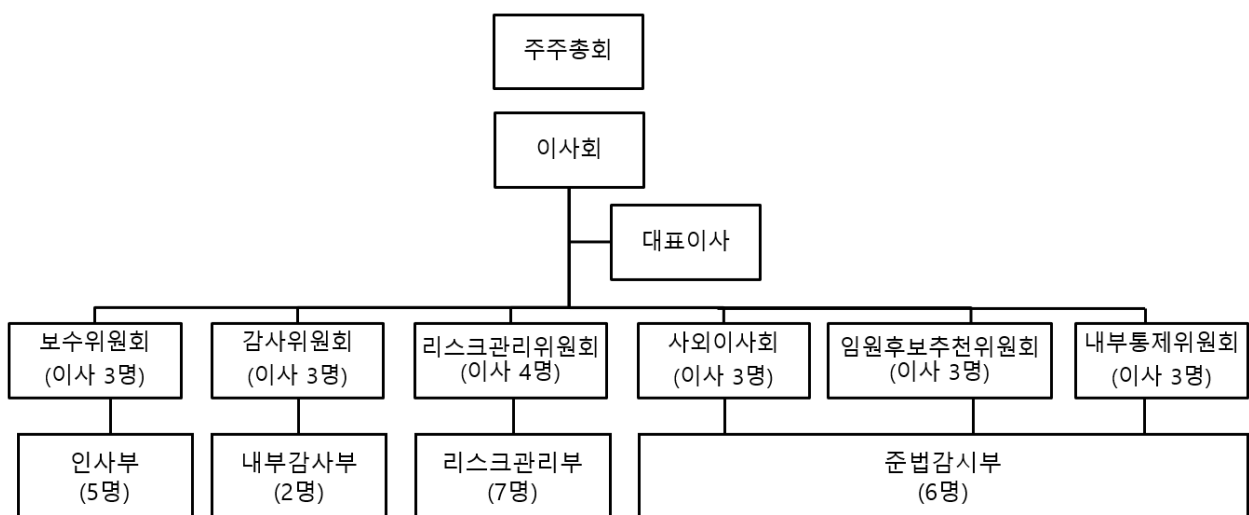 주주총회
이사회
대표이사
보수위원회
(이사 3명)
감사위원회
(이사 3명)
리스크관리위원회
(이사 4명)
사외이사회
(이사 3명)
임원후보추천위원회
(이사 3명)
내부통제위원회
(이사 3명)
인사부
(5명)
내부감사부
(2명)
리스크관리부
(7명)
준법감시부
(6명)